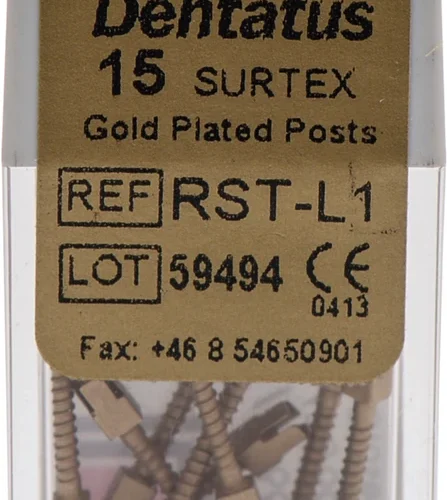 Dentatus
15 SURTEX
Gold Plated Posts
REF RST-L1
LOT 59494 CE
0413
Fax: +46 8 54650901